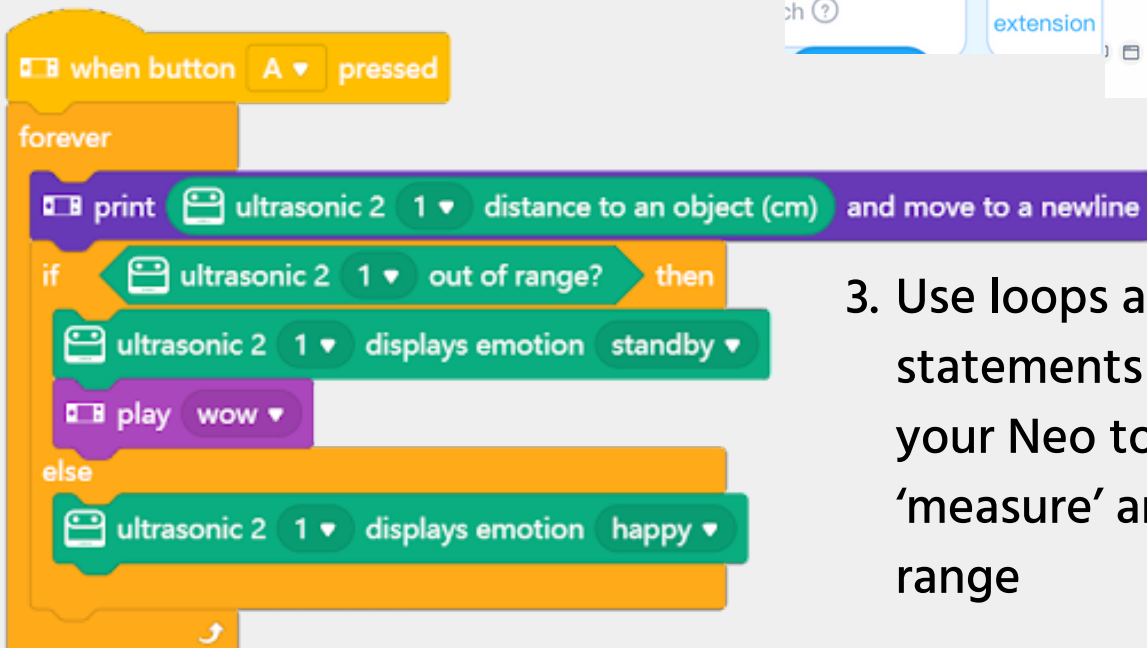 extension
when button A pressed
forever
print ultrasonic 2 1 distance to an object (cm) and move to a newline
if ultrasonic 2 1 out of range? then
ultrasonic 2 1 displays emotion standby
play wow
else
ultrasonic 2 1 displays emotion happy
3. Use loops
statements
your Neo
‘measure’
range